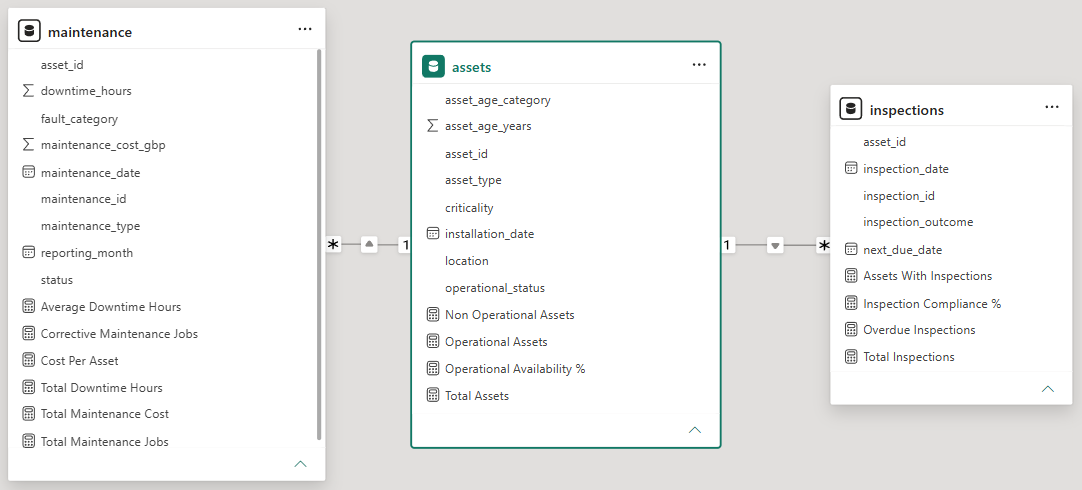 maintenance
asset_id
downtime_hours
fault_category
maintenance_cost_gbp
maintenance_date
maintenance_id
maintenance_type
reporting_month
status
Average Downtime Hours
Corrective Maintenance Jobs
Cost Per Asset
Total Downtime Hours
Total Maintenance Cost
Total Maintenance Jobs
* 1
assets
asset_age_category
asset_age_years
asset_id
asset_type
criticality
installation_date
location
operational_status
Non Operational Assets
Operational Assets
Operational Availability %
Total Assets
1 *
inspections
asset_id
inspection_date
inspection_id
inspection_outcome
next_due_date
Assets With Inspections
Inspection Compliance %
Overdue Inspections
Total Inspections